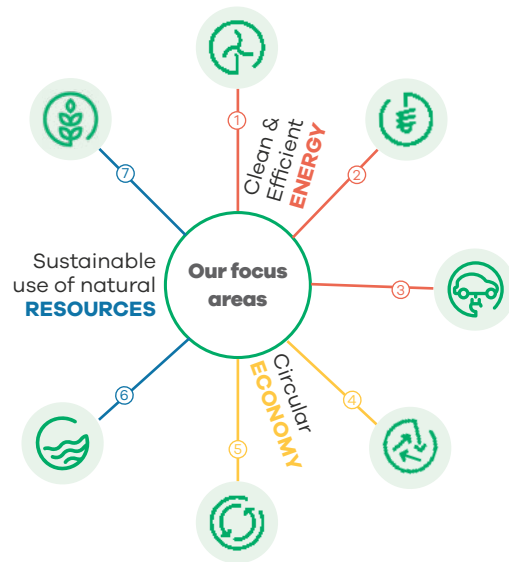 1
Clean &
Efficient
ENERGY
2
3
Our focus
areas
Sustainable
use of natural
RESOURCES
7
6
Circular
ECONOMY
4
5